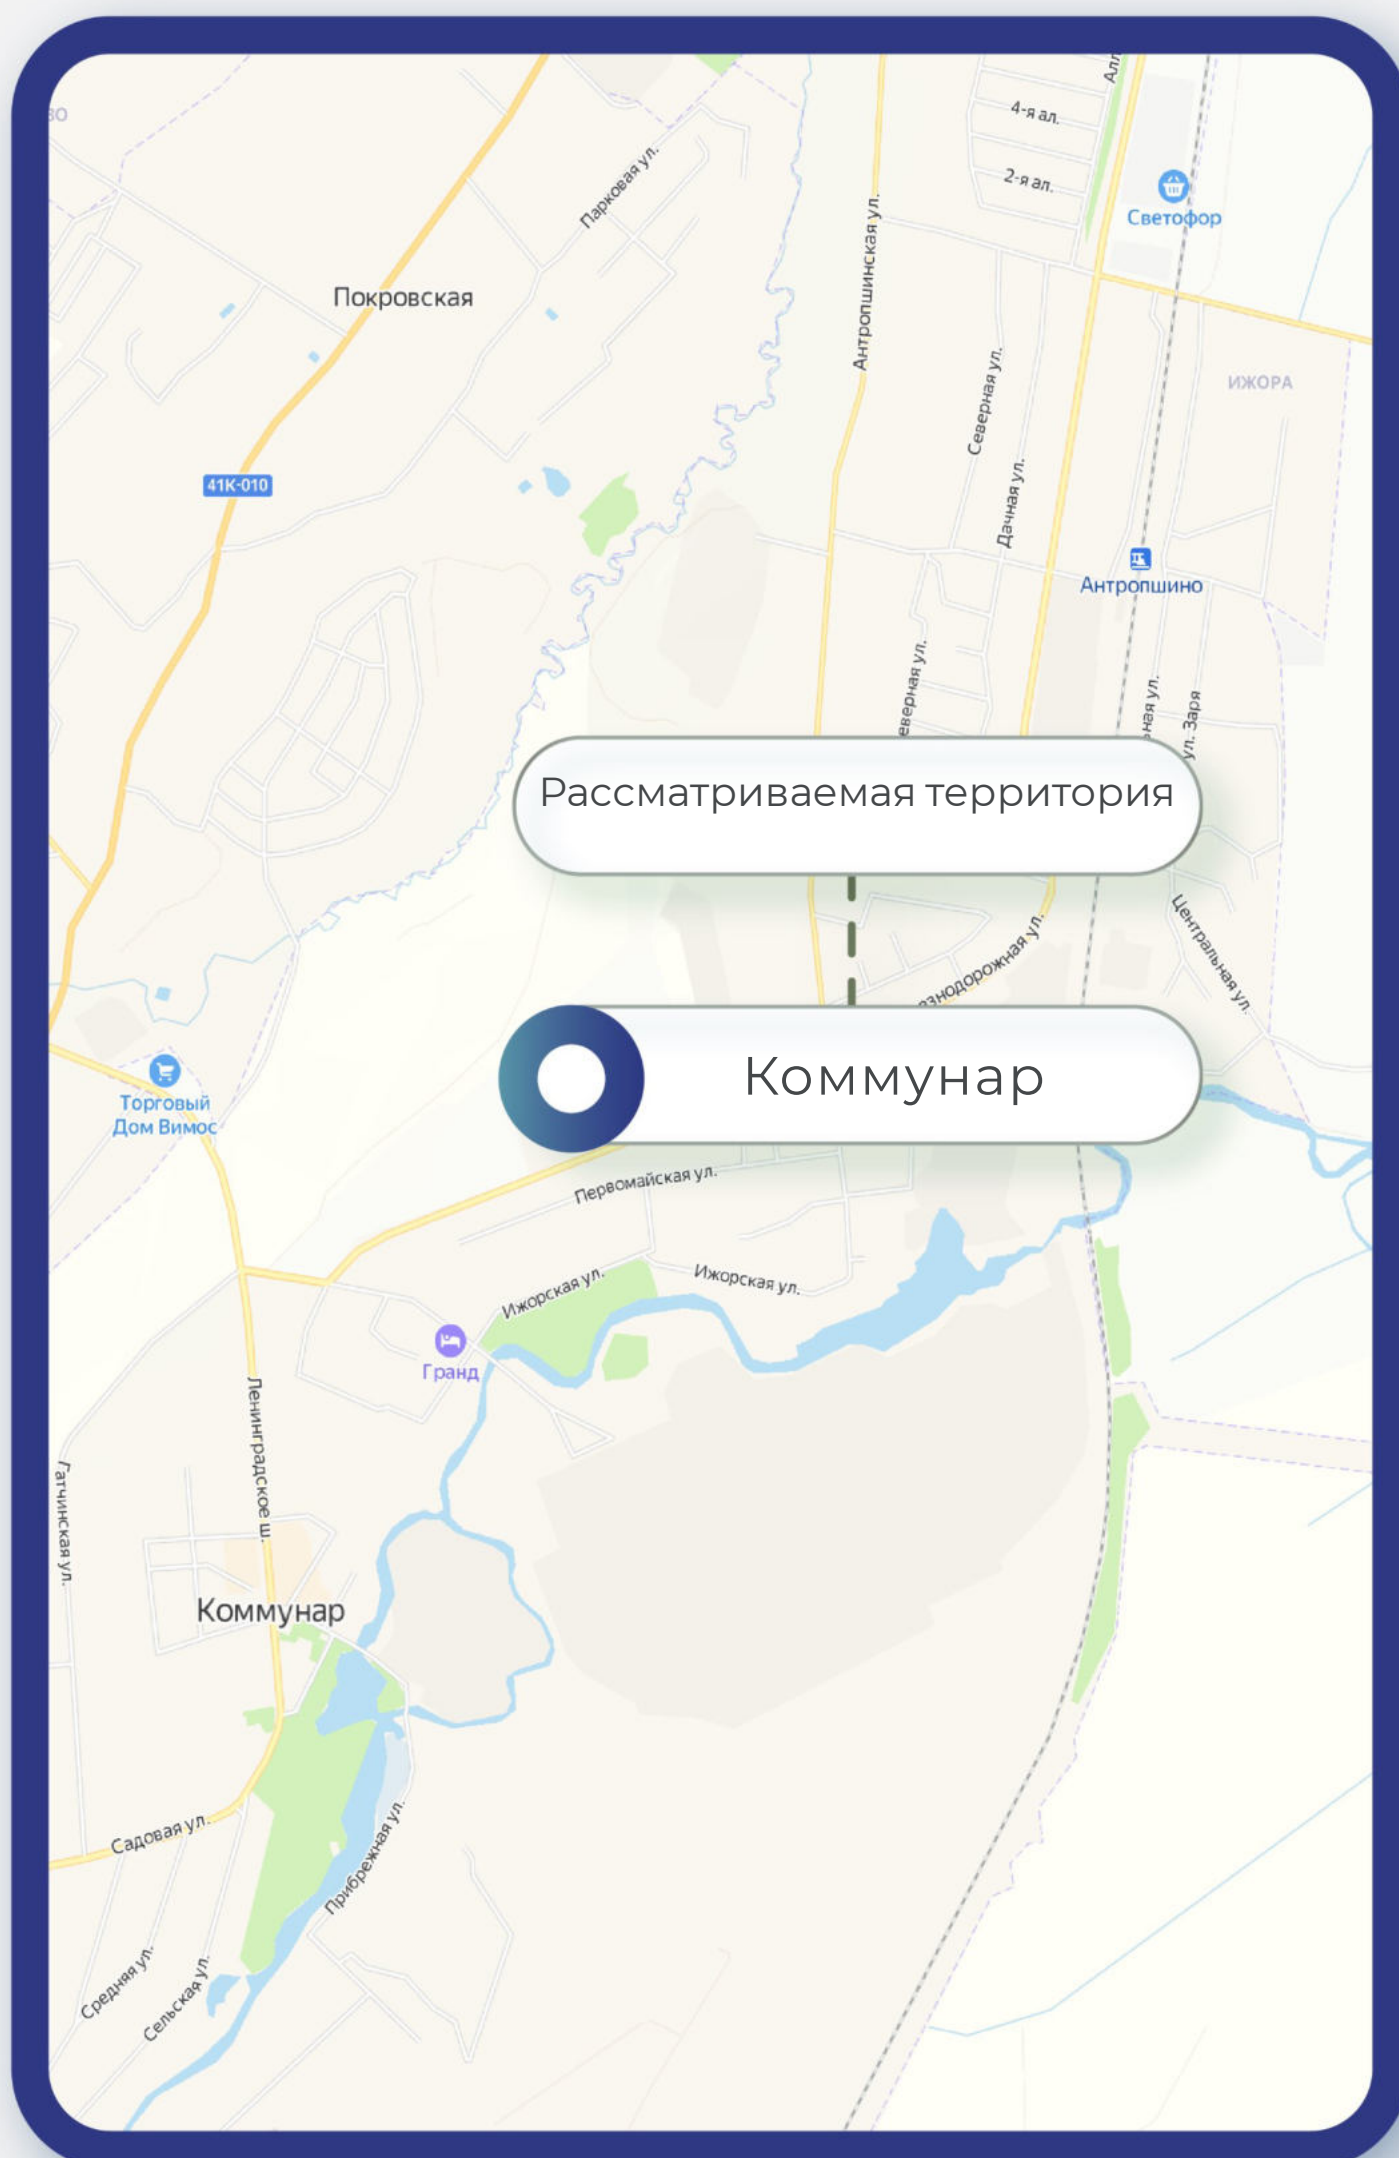 4-я ал.
2-я ал.
Светофор
Парковая ул.
Покровская
Антропшинская ул.
ИЖОРА
Северная ул.
Дачная ул.
41К-010
Антропшино
ул. Заря
Рассматриваемая территория
Центральная ул.
Коммунар
Торговый
Дом Вимос
Первомайская ул.
Ижорская ул.
Ижорская ул.
Гранд
Ленинградское ш.
Гатчинская ул.
Коммунар
Садовая ул.
Прибрежная ул.
Средняя ул.
Сельская ул.